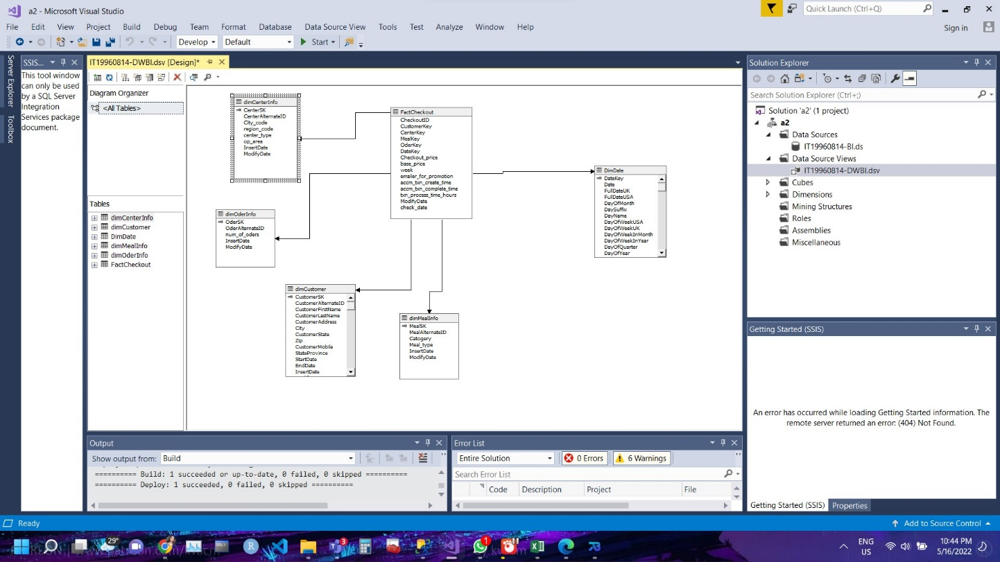 a2 - Microsoft Visual Studio
Quick Launch (Ctrl+Q)
File Edit View Project Build Debug Team Format Database Data Source View Tools Test Analyze Window Help
Sign in
Develop Default Start
Server Explorer
Toolbox
SSIS...
This tool window
can only be used
by a SQL Server
Integration
Services package
document.
IT19960814-DWBI.dsv [Design]*
Diagram Organizer
<All Tables>
Tables
dimCenterInfo
dimCustomer
DimDate
dimMealInfo
dimOderInfo
FactCheckout
dimCenterInfo
CenterSK
CenterAlternateID
City_code
region_code
center_type
op_area
InsertDate
ModifyDate
FactCheckout
CheckoutID
CustomerKey
CenterKey
MealKey
OderKey
DateKey
Checkout_price
base_price
week
emailer_for_promotion
accm_txn_create_time
accm_txn_complete_time
txn_process_time_hours
ModifyDate
check_date
DimDate
DateKey
Date
FullDateUK
FullDateUSA
DayOfMonth
DaySuffix
DayName
DayOfWeekUSA
DayOfWeekUK
DayOfWeekInMonth
DayOfWeekInYear
DayOfQuarter
DayOfYear
dimOderInfo
OderSK
OderAlternateID
num_of_oders
InsertDate
ModifyDate
dimCustomer
CustomerSK
CustomerAlternateID
CustomerFirstName
CustomerLastName
CustomerAddress
City
CustomerState
Zip
CustomerMobile
StateProvince
StartDate
EndDate
InsertDate
dimMealInfo
MealSK
MealAlternateID
Catogery
Meal_type
InsertDate
ModifyDate
Solution Explorer
Search Solution Explorer (Ctrl+;)
Solution 'a2' (1 project)
a2
Data Sources
IT19960814-BI.ds
Data Source Views
IT19960814-DWBI.dsv
Cubes
Dimensions
Mining Structures
Roles
Assemblies
Miscellaneous
Getting Started (SSIS)
An error has occurred while loading Getting Started information. The
remote server returned an error: (404) Not Found.
Getting Started (SSIS) Properties
Output
Show output from: Build
========== Build: 1 succeeded or up-to-date, 0 failed, 0 skipped ==========
========== Deploy: 1 succeeded, 0 failed, 0 skipped ==========
Error List
Entire Solution 0 Errors 6 Warnings
Search Error List
Code Description Project File
Ready
Add to Source Control
29°
3
1
ENG
US
10:44 PM
5/16/2022